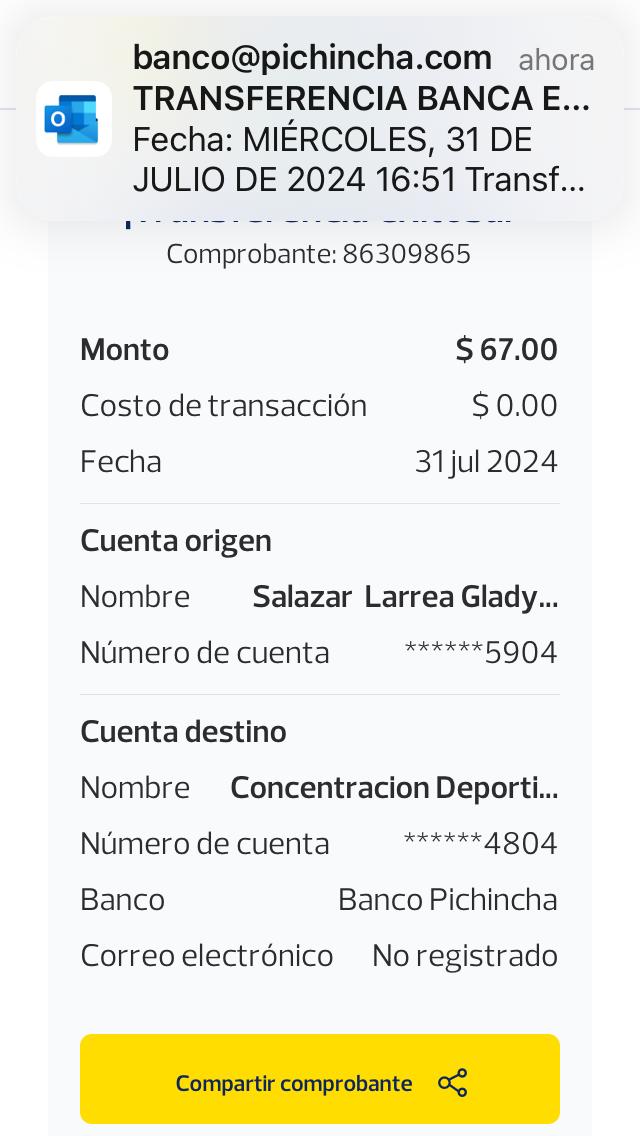 banco@pichincha.com ahora
TRANSFERENCIA BANCA E...
Fecha: MIÉRCOLES, 31 DE
JULIO DE 2024 16:51 Transf...
Comprobante: 86309865
Monto $ 67.00
Costo de transacción $ 0.00
Fecha 31 jul 2024
Cuenta origen
Nombre Salazar Larrea Glady...
Número de cuenta ******5904
Cuenta destino
Nombre Concentracion Deporti...
Número de cuenta ******4804
Banco Banco Pichincha
Correo electrónico No registrado
Compartir comprobante